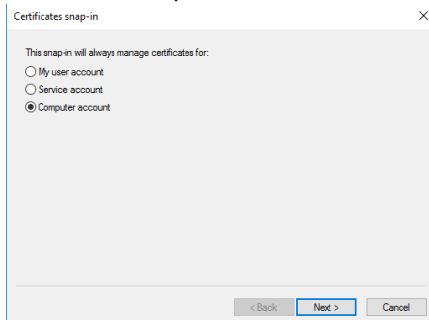 Certificates snap-in
This snap-in will always manage certificates for:
My user account
Service account
Computer account
< Back Next > Cancel